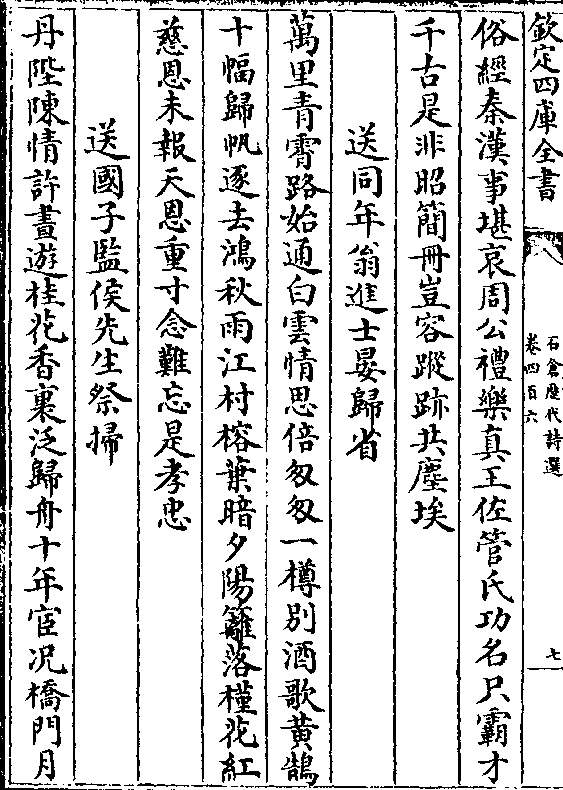 欽定四庫全書
石倉歷代詩選
卷四百六
七
俗經秦漢事堪哀周公禮樂真王佐管氏功名只霸才
千古是非昭簡冊豈容蹤跡共塵埃
送同年翁進士晏歸省
萬里青霄路始通白雲情思倍匆匆一樽別酒歌黄鵠
十幅歸帆逐去鴻秋雨江村榕葉暗夕陽籬落槿花紅
慈恩未報天恩重寸念難忘是孝忠
送國子監侯先生祭掃
丹陛陳情許晝遊桂花香裏泛歸舟十年宦况橋門月